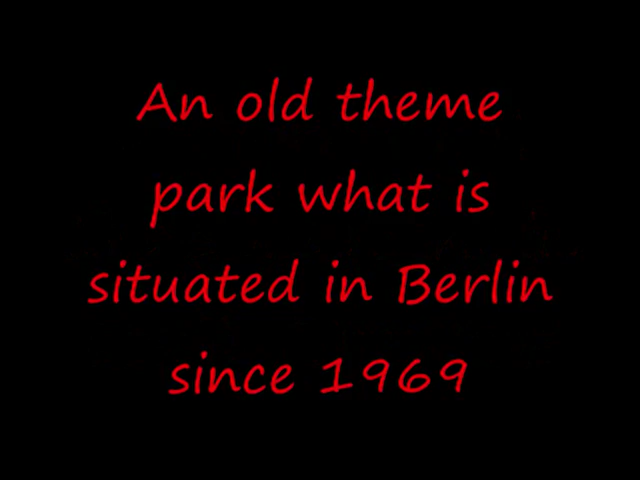 An old theme
park what is
situated in Berlin
since 1969